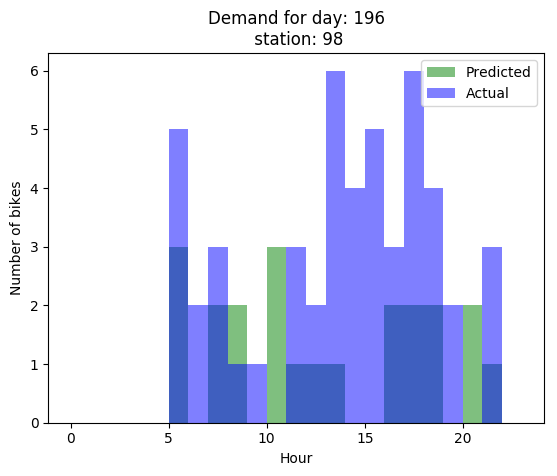 Demand for day: 196
station: 98
Predicted
Actual
6
5
4
3
2
1
0
Number of bikes
0 5 10 15 20
Hour